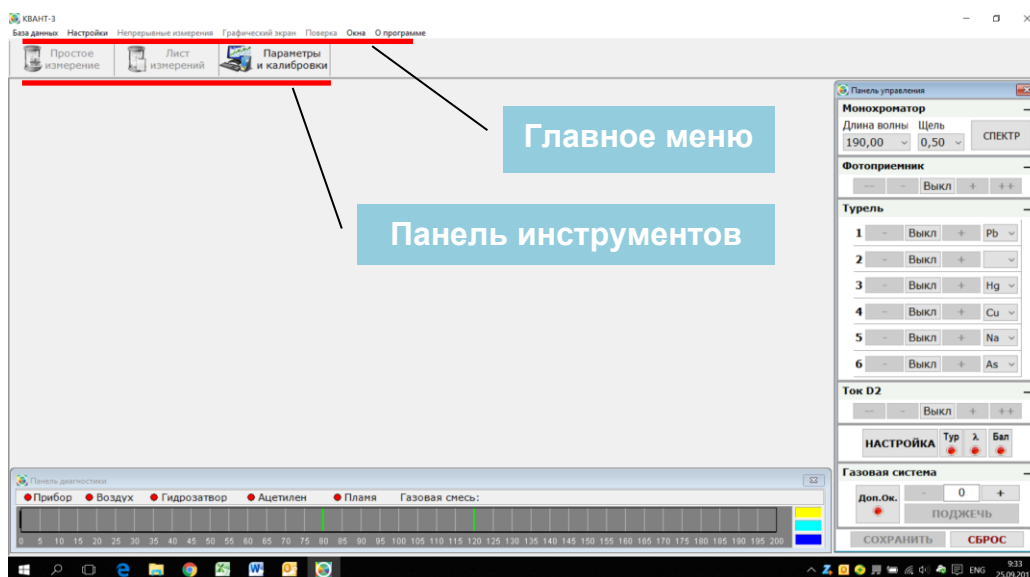 КВАНТ-3
База данных Настройки Непрерывные измерения Графический экран Поверка Окна О программе
Простое измерение
Лист измерений
Параметры и калибровки
Главное меню
Панель инструментов
Панель управления
Монохроматор
Длина волны Щель
190,00 0,50 СПЕКТР
Фотоприемник
-- - Выкл + ++
Турель
1 - Выкл + Pb
2 - Выкл +
3 - Выкл + Hg
4 - Выкл + Cu
5 - Выкл + Na
6 - Выкл + As
Ток D2
-- - Выкл + ++
НАСТРОЙКА Тур λ Бал
Газовая система
Доп.Ок. - 0 +
ПОДЖЕЧЬ
СОХРАНИТЬ СБРОС
Панель диагностики
Прибор Воздух Гидрозатвор Ацетилен Пламя Газовая смесь:
0 5 10 15 20 25 30 35 40 45 50 55 60 65 70 75 80 85 90 95 100 105 110 115 120 125 130 135 140 145 150 155 160 165 170 175 180 185 190 195 200
ENG 9:33
25.09.201